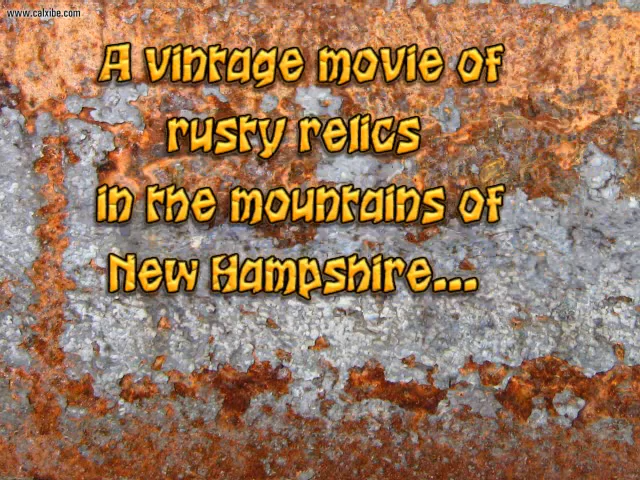 www.calxibe.com
A vintage movie of
rusty relics
in the mountains of
New Hampshire...